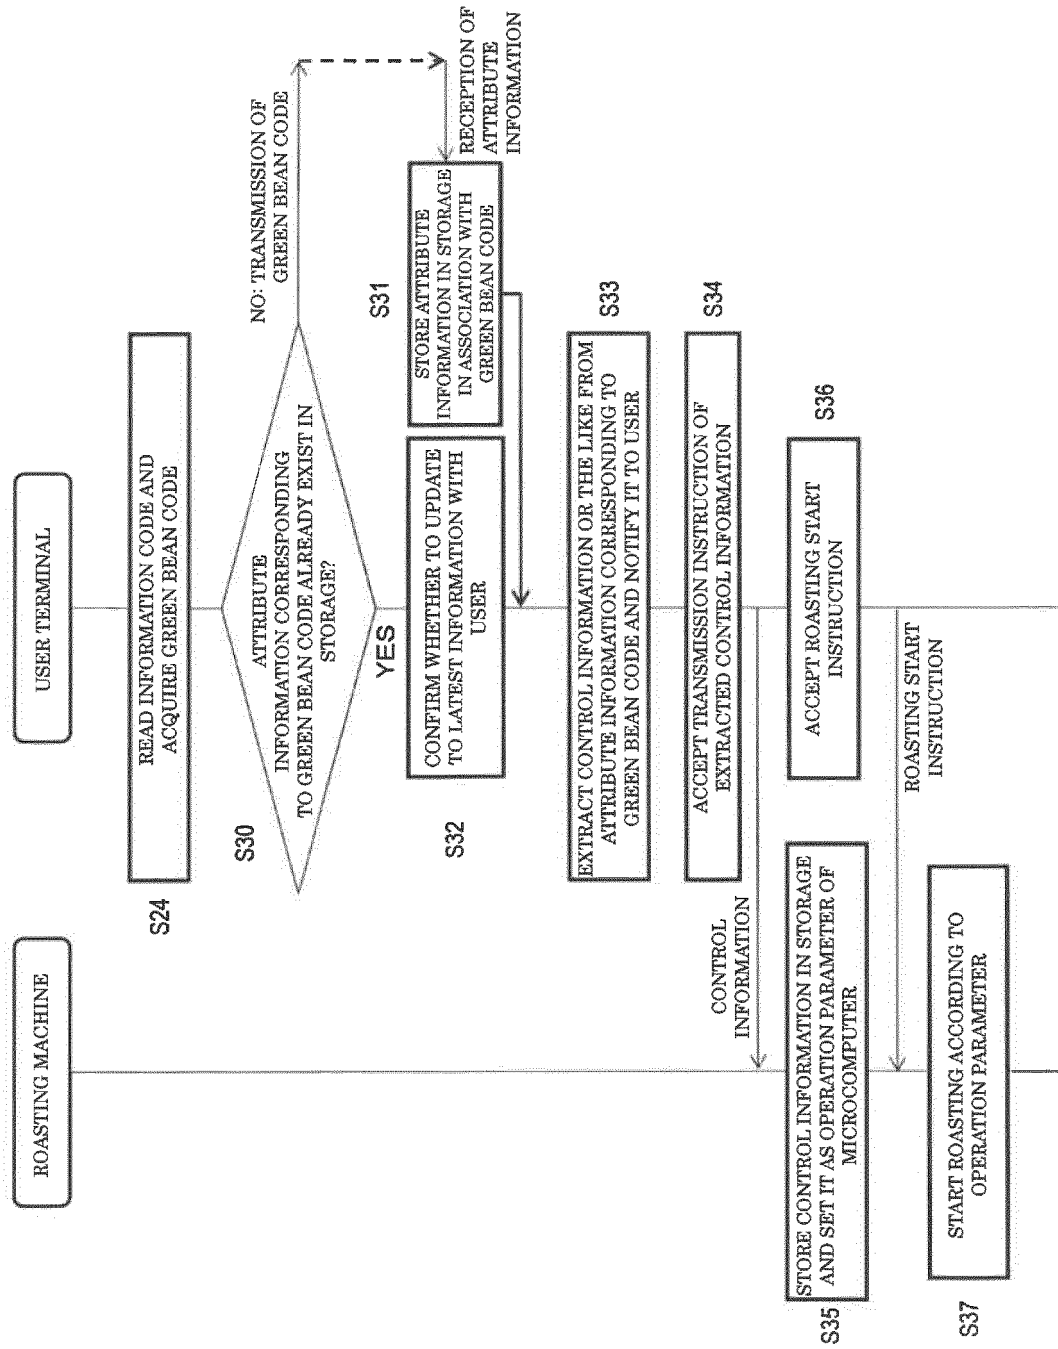 ROASTING MACHINE
USER TERMINAL
READ INFORMATION CODE AND
ACQUIRE GREEN BEAN CODE
S24
ATTRIBUTE
INFORMATION CORRESPONDING
TO GREEN BEAN CODE ALREADY EXIST IN
STORAGE?
S30
NO: TRANSMISSION OF
GREEN BEAN CODE
YES
RECEPTION OF
ATTRIBUTE
INFORMATION
S31
STORE ATTRIBUTE
INFORMATION IN STORAGE
IN ASSOCIATION WITH
GREEN BEAN CODE
CONFIRM WHETHER TO UPDATE
TO LATEST INFORMATION WITH
USER
S32
S33
EXTRACT CONTROL INFORMATION OR THE LIKE FROM
ATTRIBUTE INFORMATION CORRESPONDING TO
GREEN BEAN CODE AND NOTIFY IT TO USER
S34
ACCEPT TRANSMISSION INSTRUCTION OF
EXTRACTED CONTROL INFORMATION
CONTROL
INFORMATION
STORE CONTROL INFORMATION IN STORAGE
AND SET IT AS OPERATION PARAMETER OF
MICROCOMPUTER
S35
S36
ACCEPT ROASTING START
INSTRUCTION
ROASTING START
INSTRUCTION
START ROASTING ACCORDING TO
OPERATION PARAMETER
S37